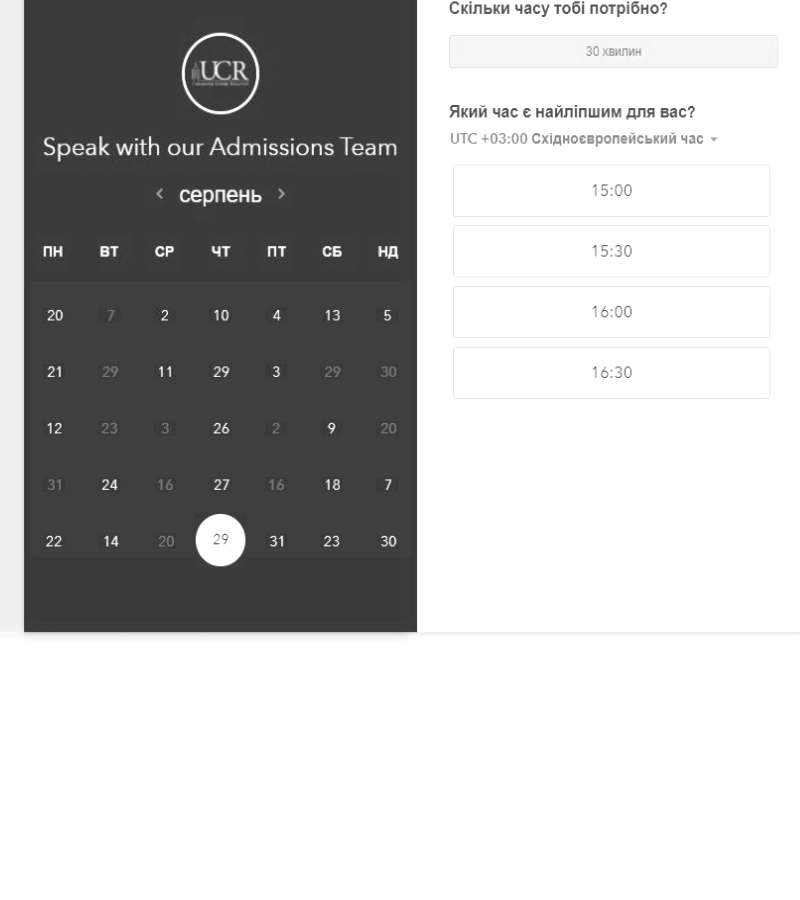 Скільки часу тобі потрібно?
30 хвилин
Який час є найліпшим для вас?
UTC +03:00 Східноєвропейський час
15:00
15:30
16:00
16:30
UCR
Speak with our Admissions Team
серпень
ПН ВТ СР ЧТ ПТ СБ НД
20 7 2 10 4 13 5
21 29 11 29 3 29 30
12 23 3 26 2 9 20
31 24 16 27 16 18 7
22 14 20 29 31 23 30